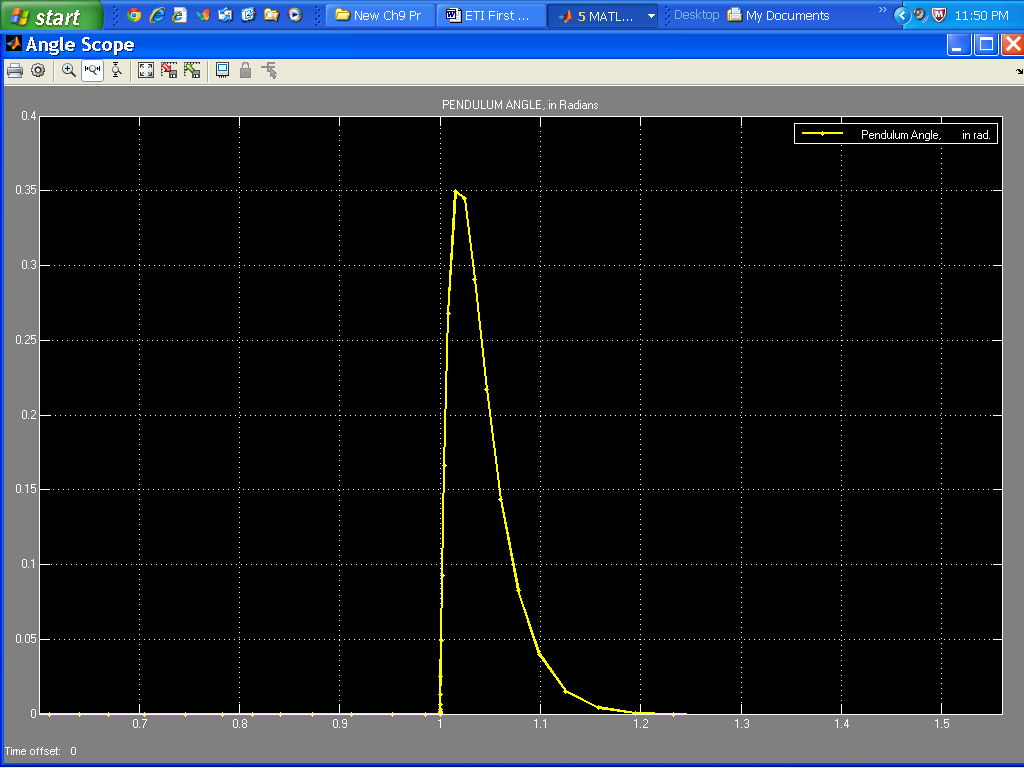 start
New Ch9 Pr
ETI First ...
5 MATL...
Desktop
My Documents
»
11:50 PM
Angle Scope
PENDULUM ANGLE, in Radians
Pendulum Angle, in rad.
0.4
0.35
0.3
0.25
0.2
0.15
0.1
0.05
0
0.7 0.8 0.9 1 1.1 1.2 1.3 1.4 1.5
Time offset: 0